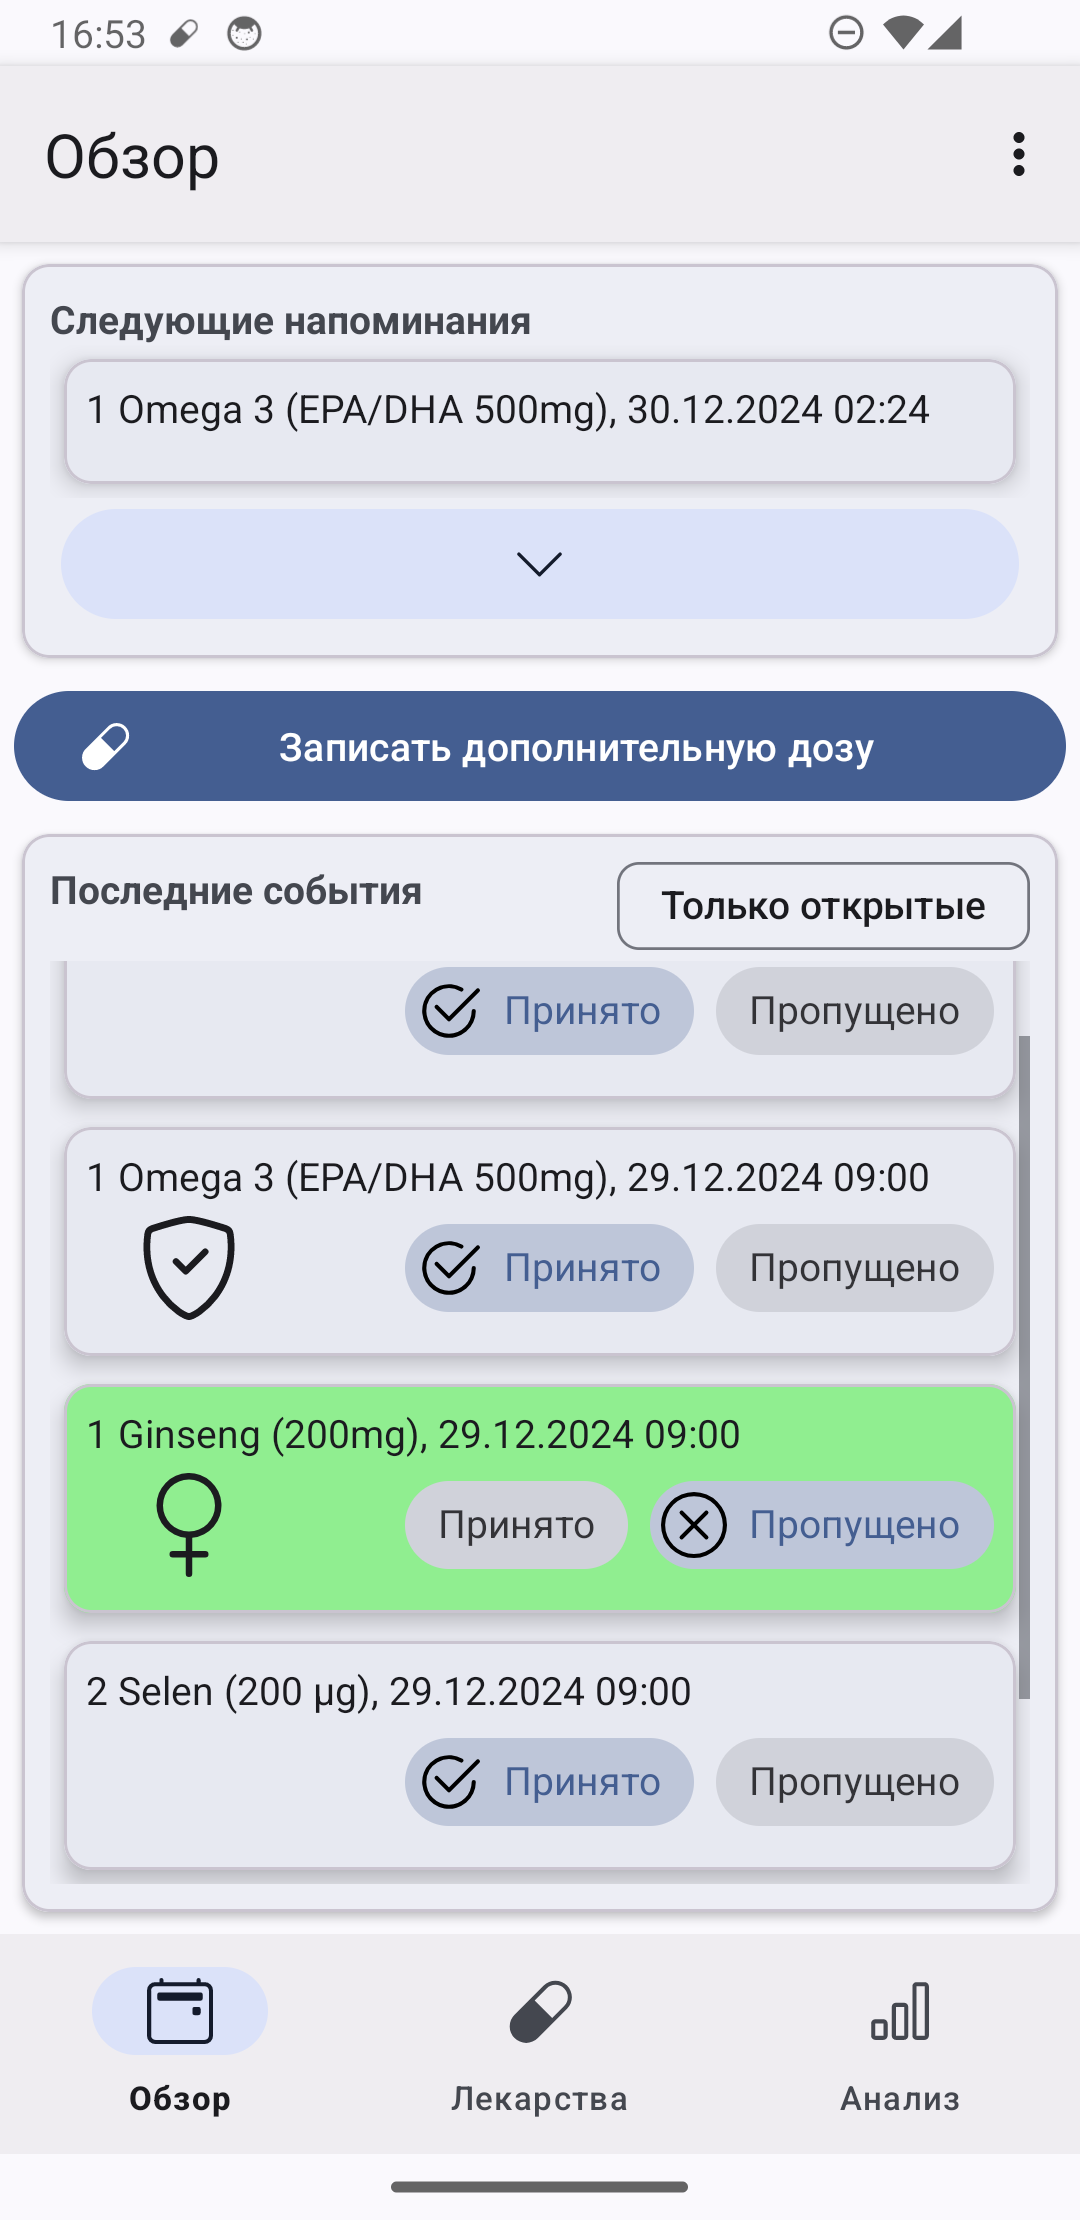 16:53
Обзор
Следующие напоминания
1 Omega 3 (EPA/DHA 500mg), 30.12.2024 02:24
Записать дополнительную дозу
Последние события
Только открытые
Принято Пропущено
1 Omega 3 (EPA/DHA 500mg), 29.12.2024 09:00
Принято Пропущено
1 Ginseng (200mg), 29.12.2024 09:00
Принято Пропущено
2 Selen (200 µg), 29.12.2024 09:00
Принято Пропущено
Обзор Лекарства Анализ